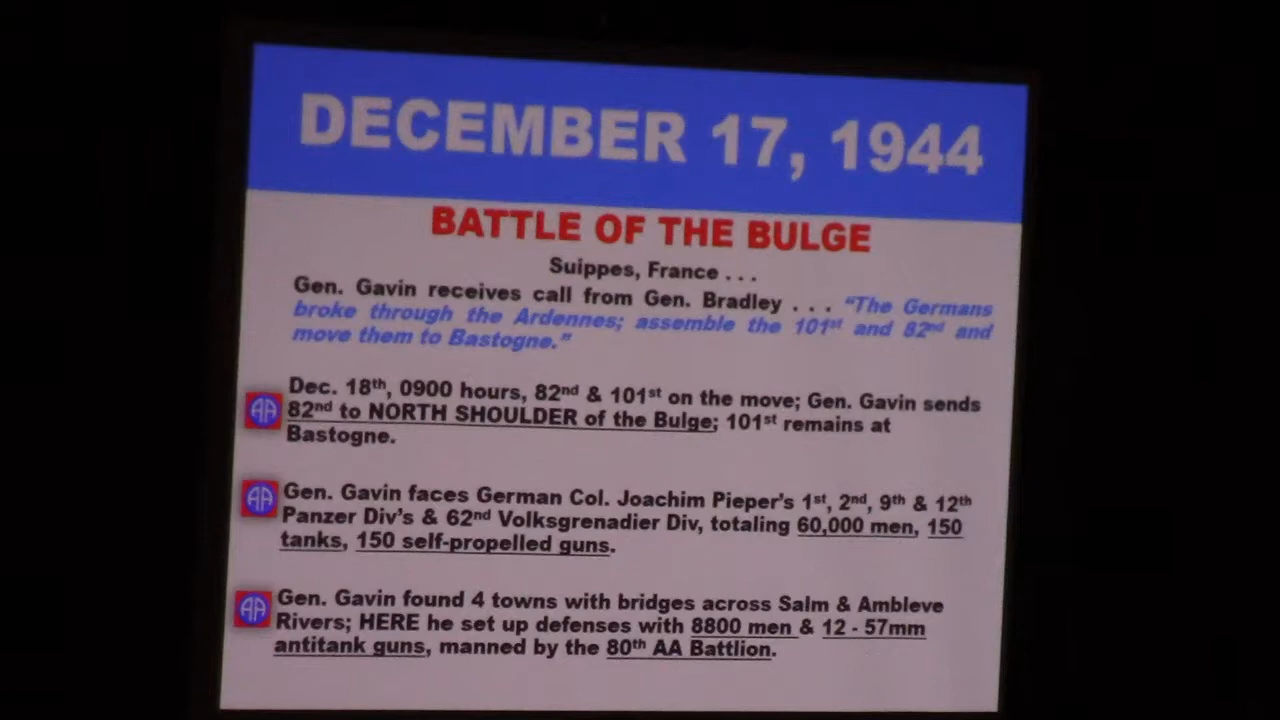 DECEMBER 17, 1944
BATTLE OF THE BULGE
Suippes, France . . .
Gen. Gavin receives call from Gen. Bradley . . . "The Germans
broke through the Ardennes; assemble the 101st and 82nd and
move them to Bastogne."
Dec. 18th, 0900 hours, 82nd & 101st on the move; Gen. Gavin sends
AA 82nd to NORTH SHOULDER of the Bulge; 101st remains at
Bastogne.
AA Gen. Gavin faces German Col. Joachim Pieper's 1st, 2nd, 9th & 12th
Panzer Div's & 62nd Volksgrenadier Div, totaling 60,000 men, 150
tanks, 150 self-propelled guns.
AA Gen. Gavin found 4 towns with bridges across Salm & Ambleve
Rivers; HERE he set up defenses with 8800 men & 12 - 57mm
antitank guns, manned by the 80th AA Battlion.